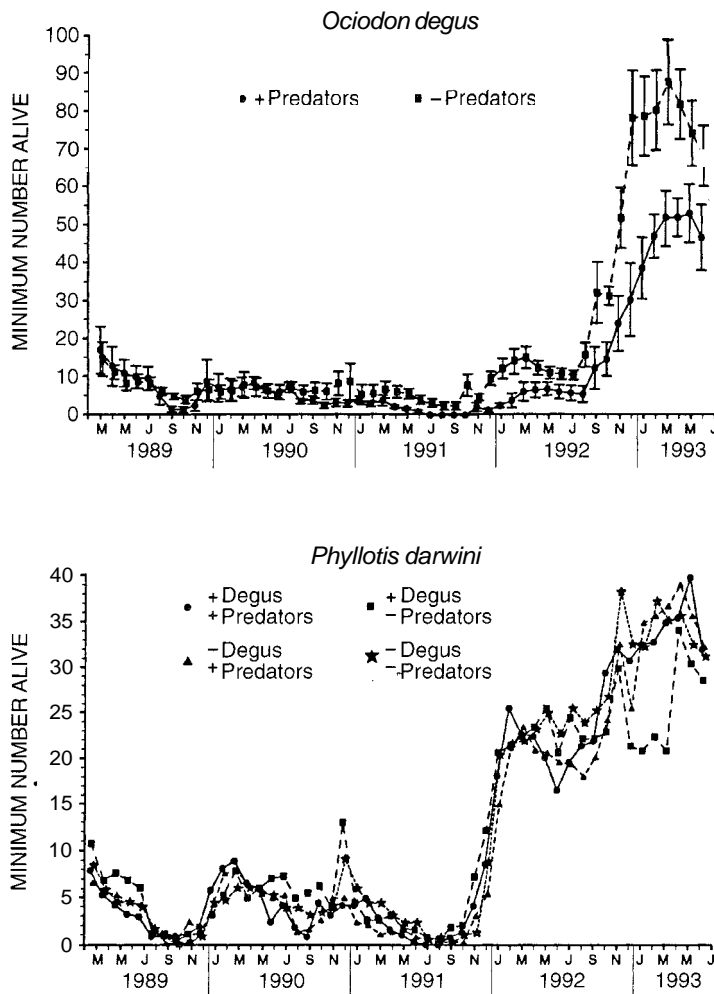 Ociodon degus
MINIMUM NUMBER ALIVE
100
90
80
70
60
50
40
30
20
10
0
+ Predators
− Predators
M M J S N J M M J S N J M M J S N J M M J S N J M M J
1989 1990 1991 1992 1993
Phyllotis darwini
MINIMUM NUMBER ALIVE
40
35
30
25
20
15
10
5
0
+ Degus
+ Predators
+ Degus
− Predators
− Degus
+ Predators
− Degus
− Predators
M M J S N J M M J S N J M M J S N J M M J S N J M M J
1989 1990 1991 1992 1993